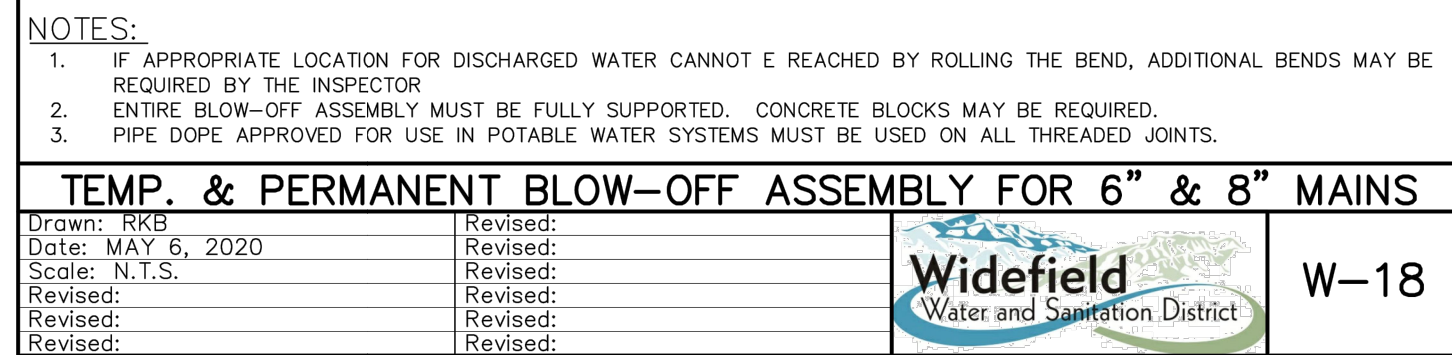 NOTES:
1. IF APPROPRIATE LOCATION FOR DISCHARGED WATER CANNOT E REACHED BY ROLLING THE BEND, ADDITIONAL BENDS MAY BE
REQUIRED BY THE INSPECTOR
2. ENTIRE BLOW-OFF ASSEMBLY MUST BE FULLY SUPPORTED. CONCRETE BLOCKS MAY BE REQUIRED.
3. PIPE DOPE APPROVED FOR USE IN POTABLE WATER SYSTEMS MUST BE USED ON ALL THREADED JOINTS.
TEMP. & PERMANENT BLOW-OFF ASSEMBLY FOR 6" & 8" MAINS
Drawn: RKB
Date: MAY 6, 2020
Scale: N.T.S.
Revised:
Revised:
Revised:
Revised:
Revised:
Revised:
Revised:
Revised:
Revised:
Widefield
Water and Sanitation District
W-18